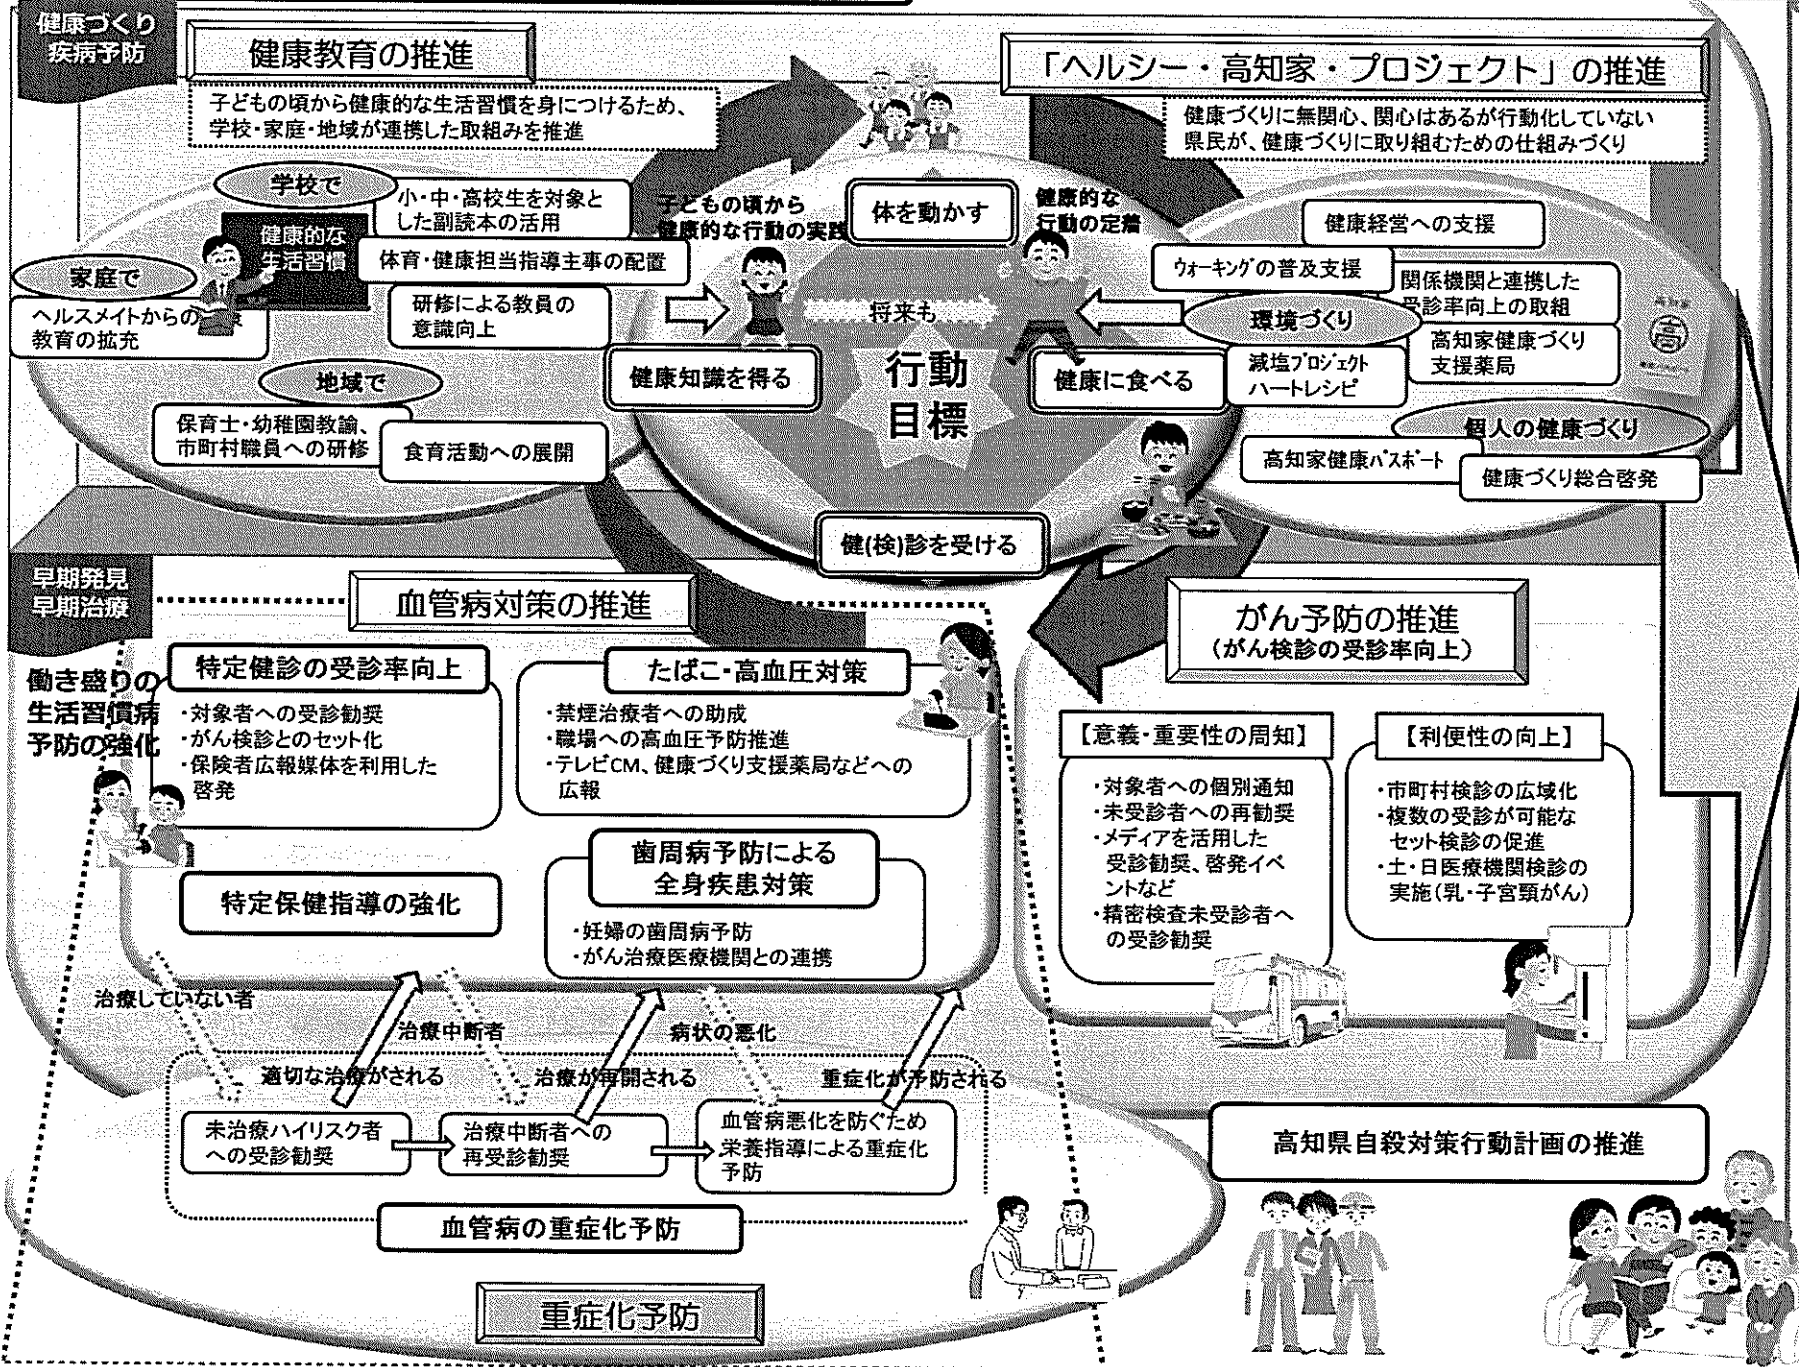 健康づくり
疾病予防
健康教育の推進
子どもの頃から健康的な生活習慣を身につけるため、
学校・家庭・地域が連携した取組みを推進
「ヘルシー・高知家・プロジェクト」の推進
健康づくりに無関心、関心はあるが行動化していない
県民が、健康づくりに取り組むための仕組みづくり
学校で
小・中・高校生を対象と
した副読本の活用
健康的な
生活習慣
体育・健康担当指導主事の配置
研修による教員の
意識向上
家庭で
ヘルスメイトからの
教育の拡充
地域で
保育士・幼稚園教諭、
市町村職員への研修
食育活動への展開
子どもの頃から
健康的な行動の実践
体を動かす
健康的な
行動の定着
将来も
行動
目標
健康知識を得る
健康に食べる
健(検)診を受ける
健康経営への支援
ウォーキングの普及支援
関係機関と連携した
受診率向上の取組
環境づくり
高知家健康づくり
支援薬局
減塩プロジェクト
ハートレシピ
高知家
高
個人の健康づくり
高知家健康パスポート
健康づくり総合啓発
早期発見
早期治療
血管病対策の推進
働き盛りの
生活習慣病
予防の強化
特定健診の受診率向上
・対象者への受診勧奨
・がん検診とのセット化
・保険者広報媒体を利用した
啓発
たばこ・高血圧対策
・禁煙治療者への助成
・職場への高血圧予防推進
・テレビCM、健康づくり支援薬局などへの
広報
特定保健指導の強化
歯周病予防による
全身疾患対策
・妊婦の歯周病予防
・がん治療医療機関との連携
がん予防の推進
(がん検診の受診率向上)
【意義・重要性の周知】
・対象者への個別通知
・未受診者への再勧奨
・メディアを活用した
受診勧奨、啓発イベ
ントなど
・精密検査未受診者へ
の受診勧奨
【利便性の向上】
・市町村検診の広域化
・複数の受診が可能な
セット検診の促進
・土・日医療機関検診の
実施(乳・子宮頸がん)
治療していない者
治療中断者
病状の悪化
適切な治療がされる
治療が再開される
重症化が予防される
未治療ハイリスク者
への受診勧奨
治療中断者への
再受診勧奨
血管病悪化を防ぐため
栄養指導による重症化
予防
血管病の重症化予防
重症化予防
高知県自殺対策行動計画の推進